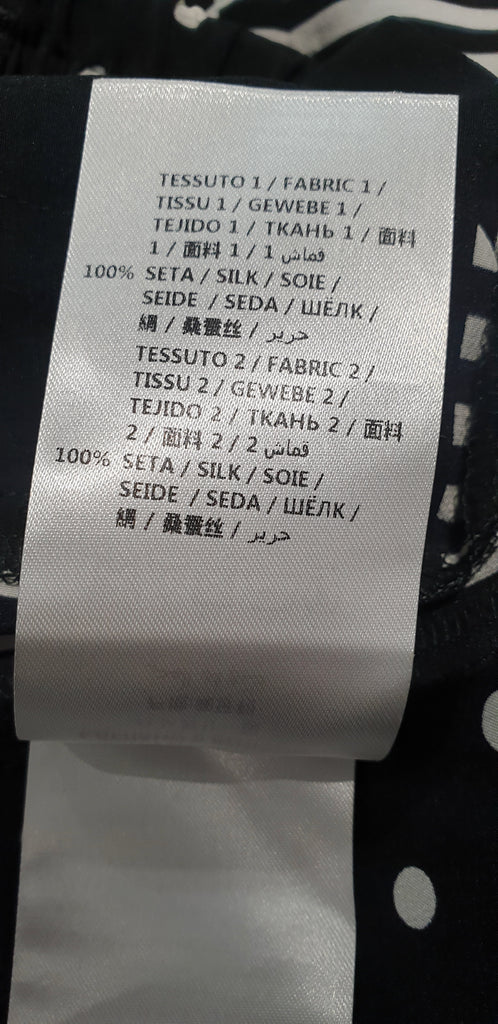 TESSUTO 1 / FABRIC 1 /
TISSU 1 / GEWEBE 1 /
TEJIDO 1 / ТКАНЬ 1 / 面料
1 / 面料 1 / 1 قماش
100% SETA / SILK / SOIE /
SEIDE / SEDA / ШЁЛК /
絹 / 桑蚕丝 / حرير
TESSUTO 2 / FABRIC 2 /
TISSU 2 / GEWEBE 2 /
TEJIDO 2 / ТКАНЬ 2 / 面料
2 / 面料 2 / 2 قماش
100% SETA / SILK / SOIE /
SEIDE / SEDA / ШЁЛК /
絹 / 桑蚕丝 / حرير